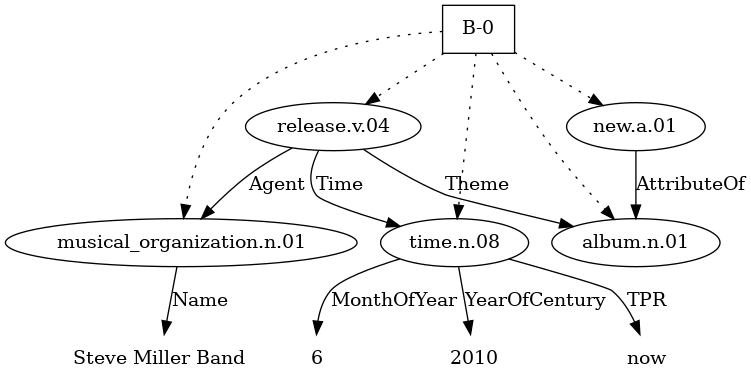 B-0
release.v.04
new.a.01
Agent
Time
Theme
AttributeOf
musical_organization.n.01
time.n.08
album.n.01
Name
MonthOfYear
YearOfCentury
TPR
Steve Miller Band
6
2010
now